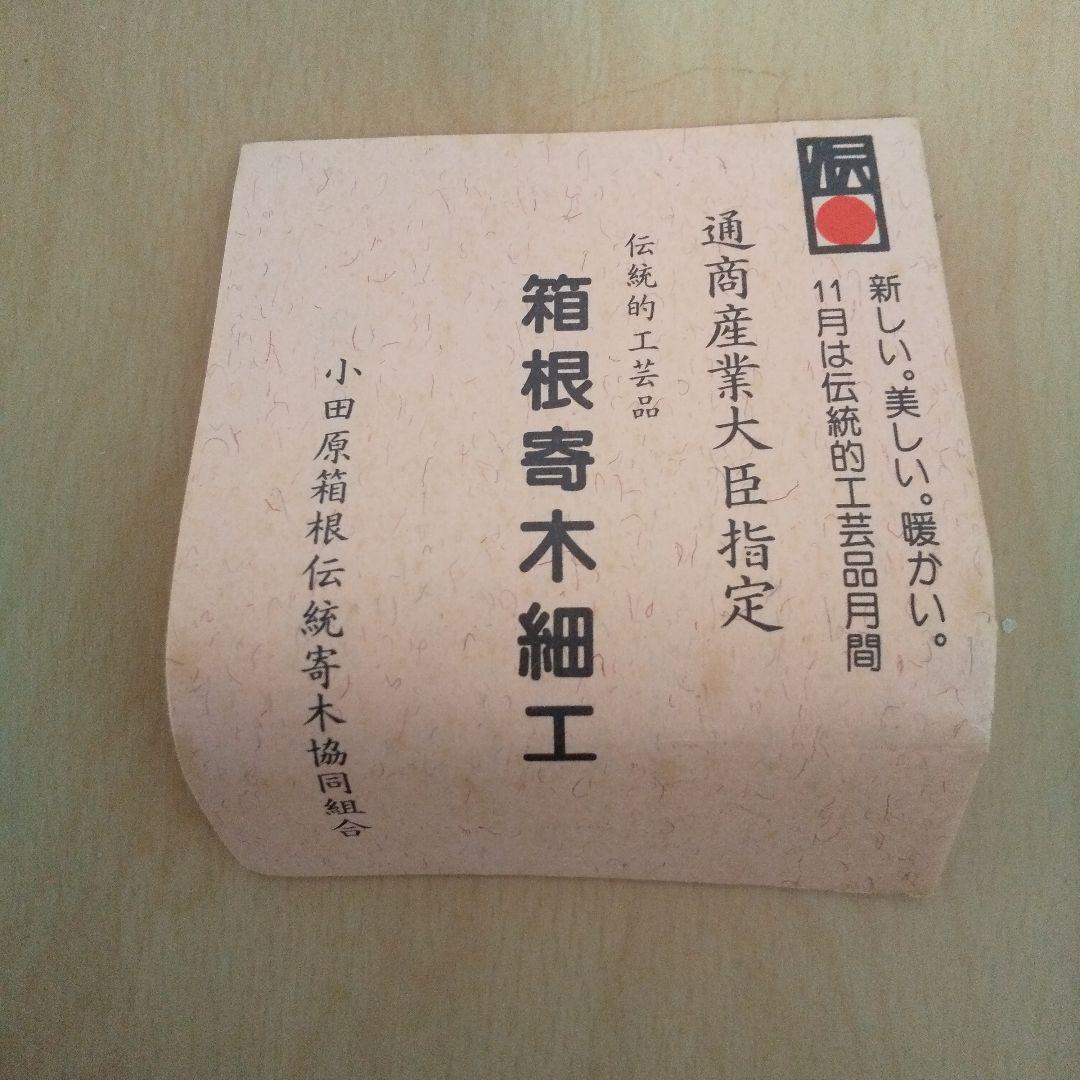 伝
新しい。美しい。暖かい。
11月は伝統的工芸品月間
通商産業大臣指定
伝統的工芸品
箱根寄木細工
小田原箱根伝統寄木協同組合